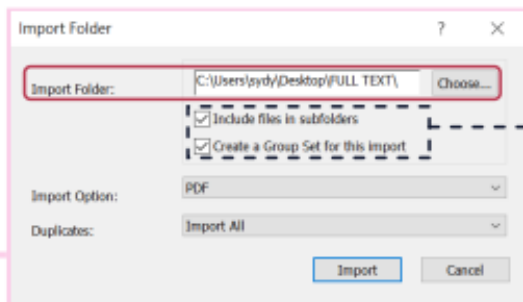 Import Folder ? ×
Import Folder: C:\Users\sydy\Desktop\FULL TEXT\ Choose...
Include files in subfolders
Create a Group Set for this import
Import Option: PDF
Duplicates: Import All
Import Cancel